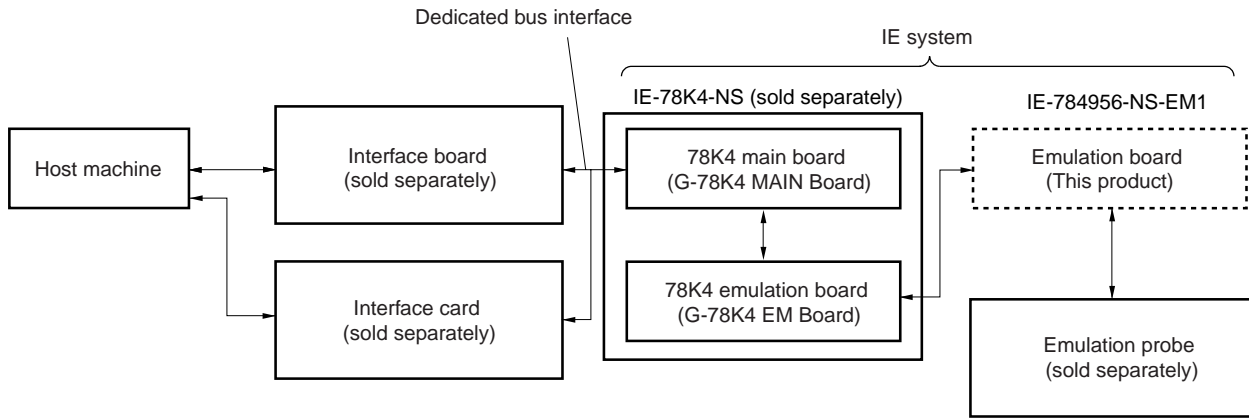 Dedicated bus interface
IE system
IE-78K4-NS (sold separately)
IE-784956-NS-EM1
Host machine
Interface board
(sold separately)
78K4 main board
(G-78K4 MAIN Board)
Emulation board
(This product)
Interface card
(sold separately)
78K4 emulation board
(G-78K4 EM Board)
Emulation probe
(sold separately)